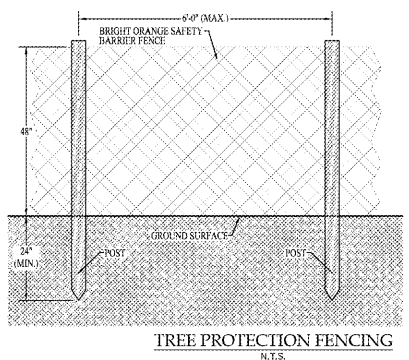 6'-0" (MAX.)
BRIGHT ORANGE SAFETY
BARRIER FENCE
48"
GROUND SURFACE
24"
(MIN.)
POST
POST
TREE PROTECTION FENCING
N.T.S.